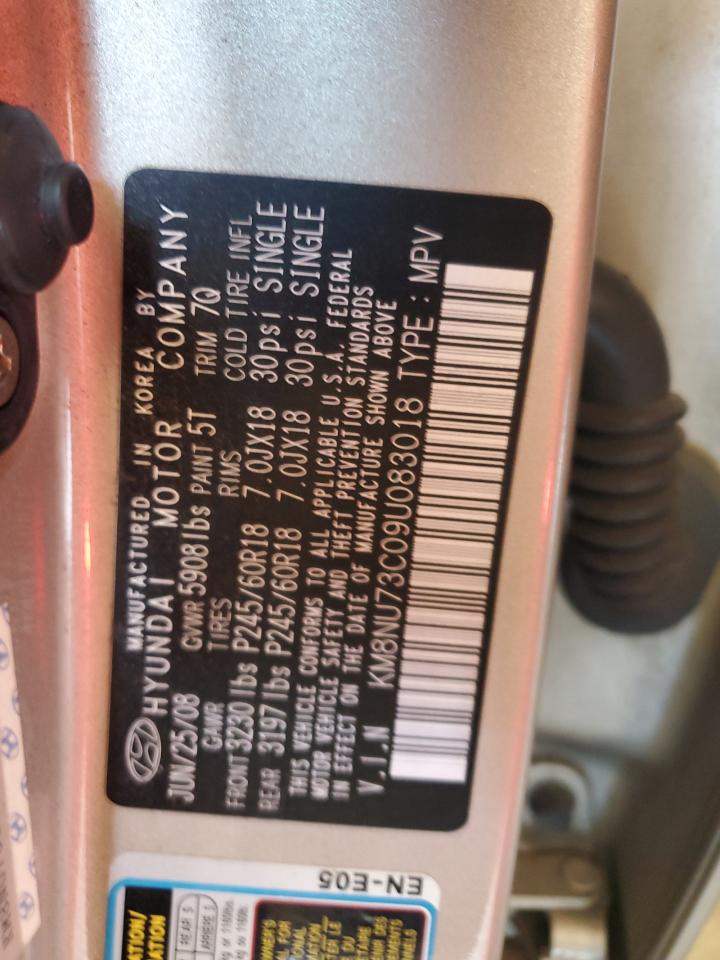 MANUFACTURED IN KOREA BY
HYUNDAI MOTOR COMPANY
JUN/25/08 GVWR 5908 lbs PAINT 5T TRIM 7Q
GAWR TIRES RIMS COLD TIRE INFL
FRONT 3230 lbs P245/60R18 7.0JX18 30psi SINGLE
REAR 3197 lbs P245/60R18 7.0JX18 30psi SINGLE
THIS VEHICLE CONFORMS TO ALL APPLICABLE U.S.A. FEDERAL
MOTOR VEHICLE SAFETY AND THEFT PREVENTION STANDARDS
IN EFFECT ON THE DATE OF MANUFACTURE SHOWN ABOVE
V.I.N KM8NU73C09U083018 TYPE : MPV
EN-E05